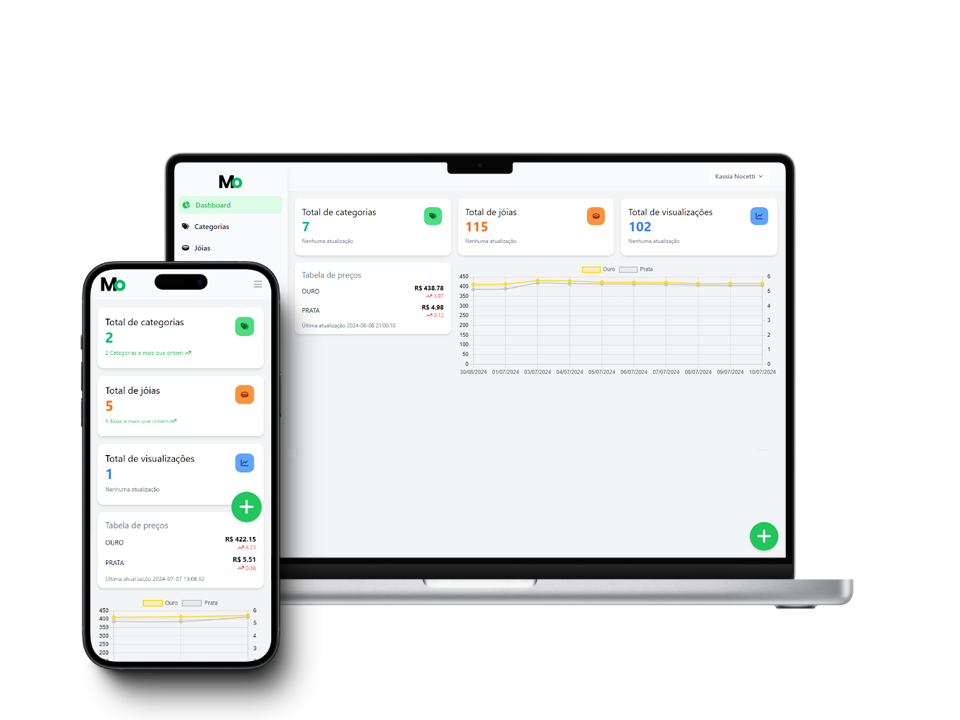 Mo
Kassia Nocetti
Dashboard
Categorias
Jóias
Total de categorias
7
Nenhuma atualização
Total de jóias
115
Nenhuma atualização
Total de visualizações
102
Nenhuma atualização
Tabela de preços
OURO
R$ 438.78
3.97
PRATA
R$ 4.98
0.12
Última atualização 2024-08-08 21:00:10
Ouro Prata
450
400
350
300
250
200
150
100
50
0
6
5
4
3
2
1
0
30/06/2024 01/07/2024 03/07/2024 04/07/2024 05/07/2024 06/07/2024 07/07/2024 08/07/2024 09/07/2024 10/07/2024
Mo
Total de categorias
2
2 Categorias a mais que ontem
Total de jóias
5
5 Jóias a mais que ontem
Total de visualizações
1
Nenhuma atualização
Tabela de preços
OURO
R$ 422.15
8.73
PRATA
R$ 5.51
0.36
Última atualização 2024-07-07 13:08:32
Ouro Prata
450
400
350
300
250
200
6
5
4
3